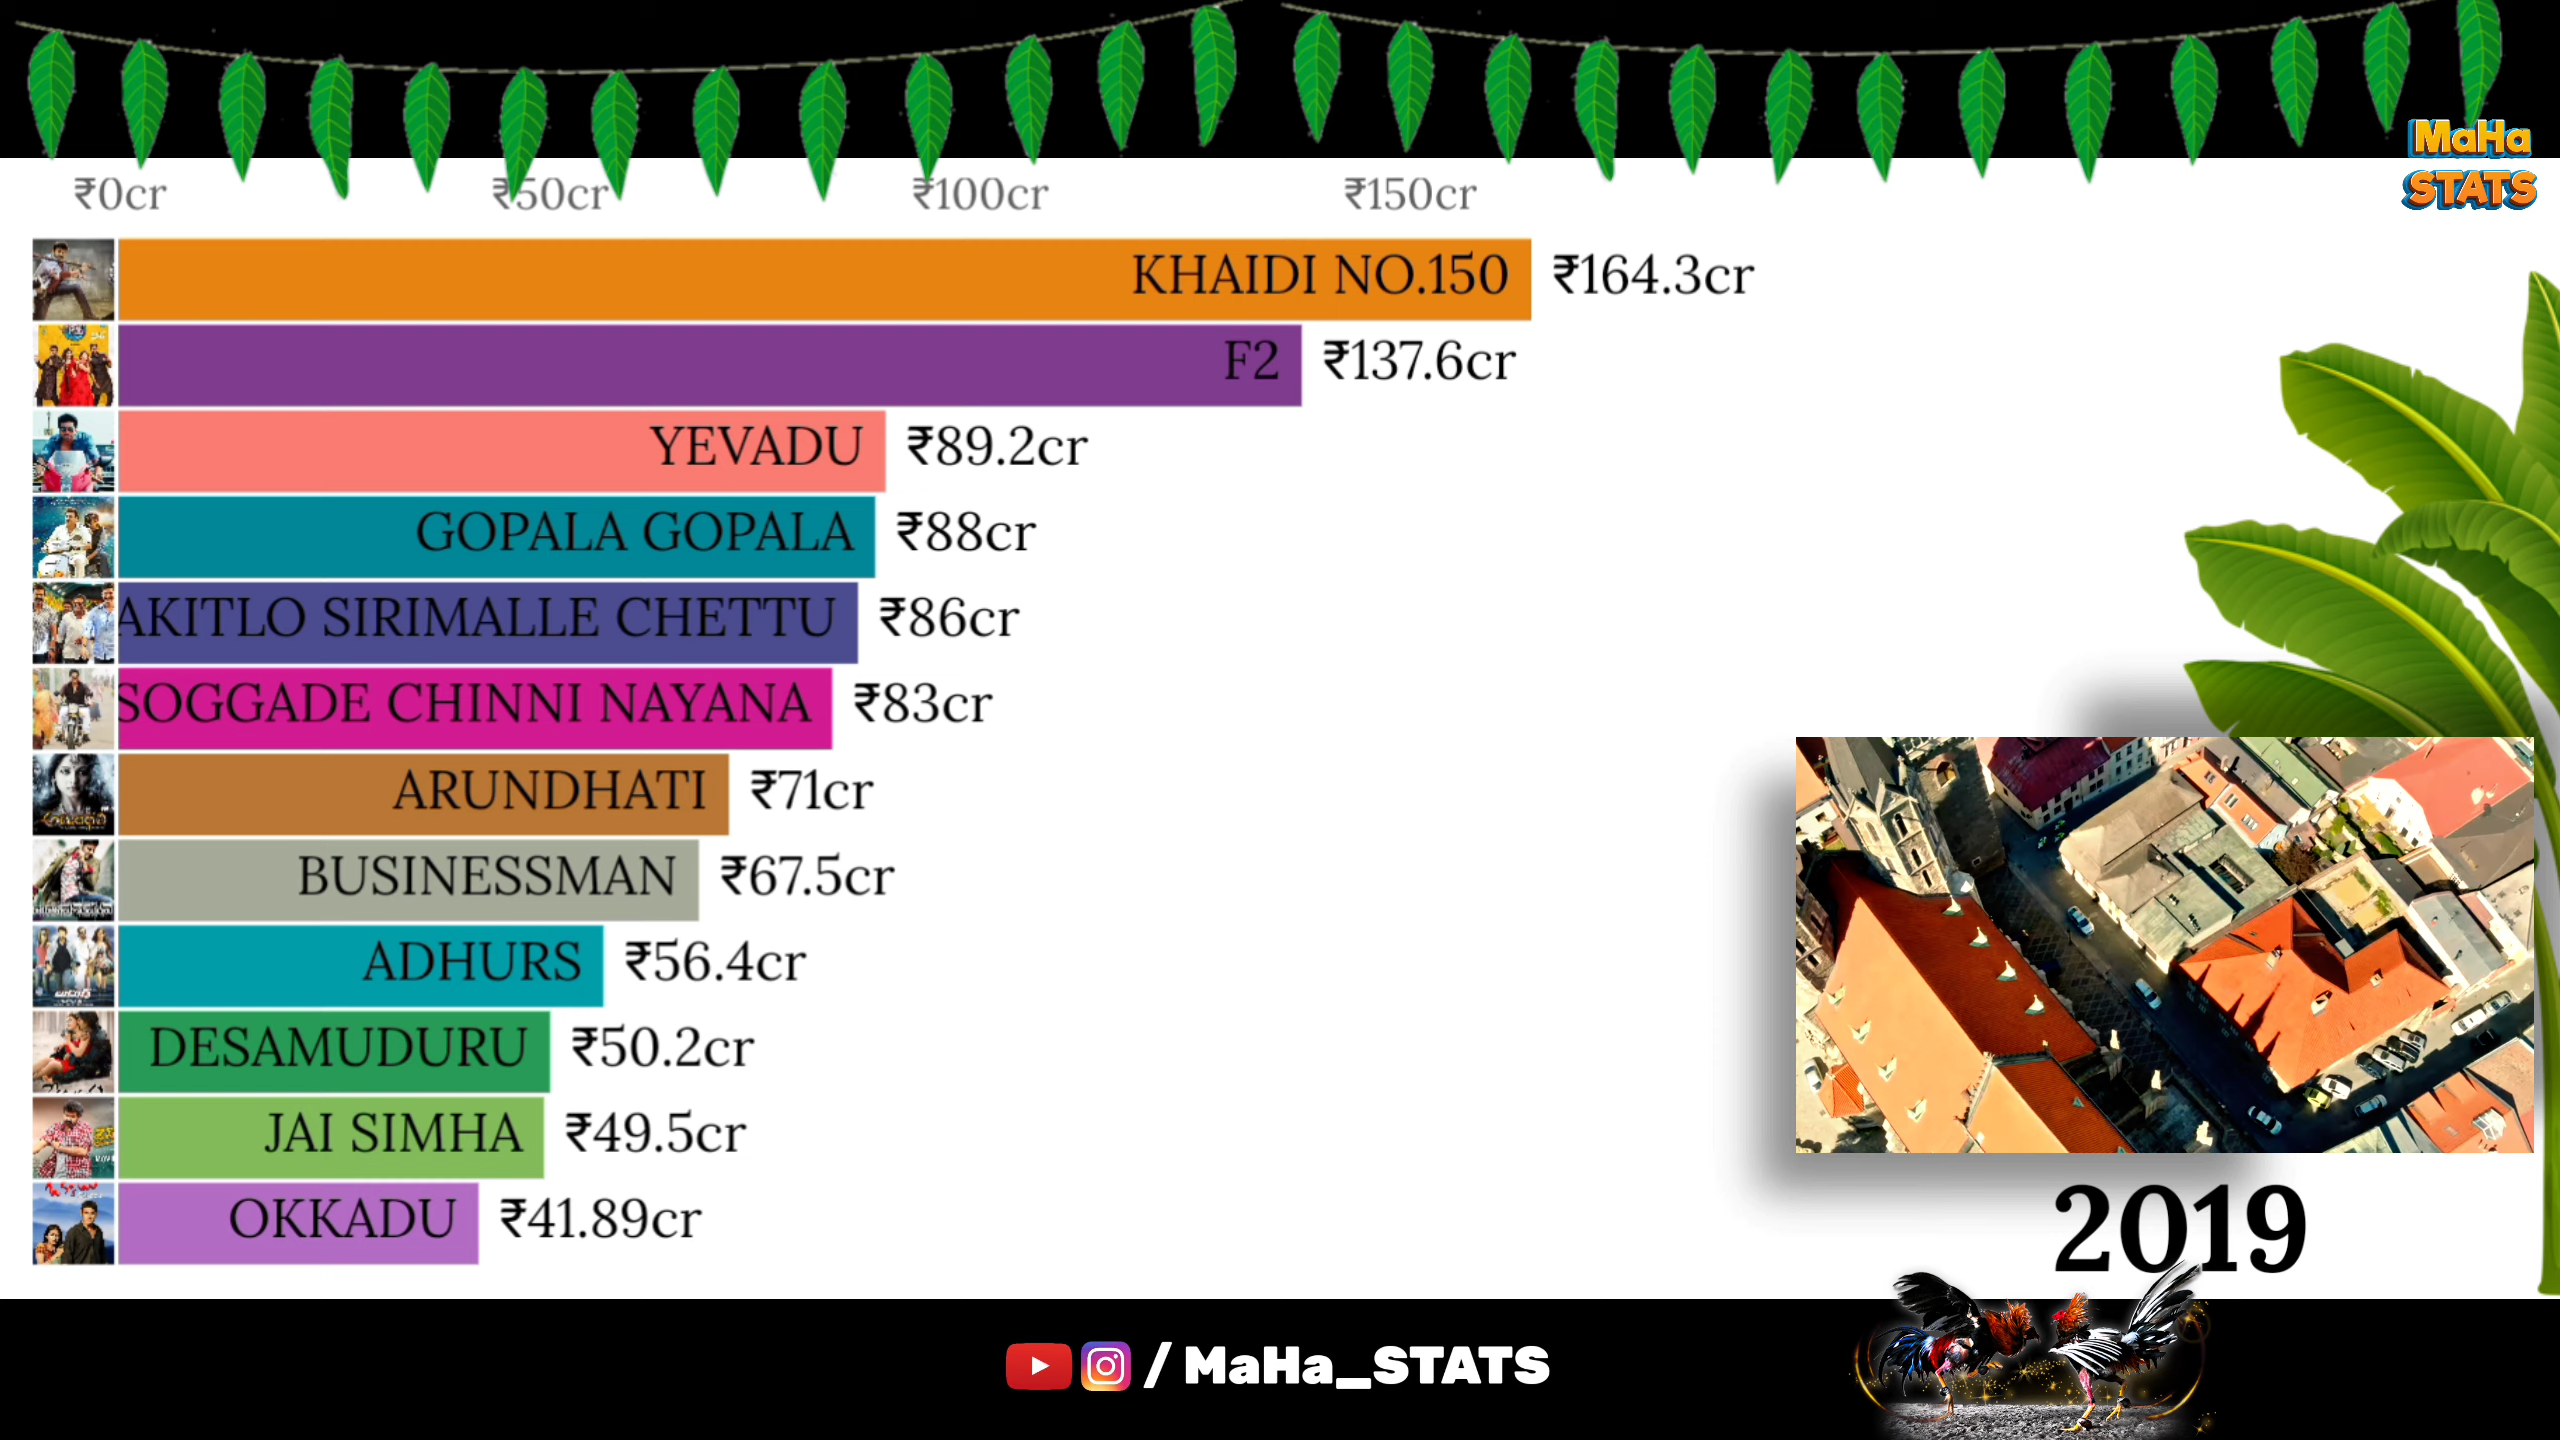 MaHa
STATS
₹0cr ₹50cr ₹100cr ₹150cr
KHAIDI NO.150 ₹164.3cr
F2 ₹137.6cr
YEVADU ₹89.2cr
GOPALA GOPALA ₹88cr
AKITLO SIRIMALLE CHETTU ₹86cr
SOGGADE CHINNI NAYANA ₹83cr
ARUNDHATI ₹71cr
BUSINESSMAN ₹67.5cr
ADHURS ₹56.4cr
DESAMUDURU ₹50.2cr
JAI SIMHA ₹49.5cr
OKKADU ₹41.89cr
2019
/ MaHa_STATS